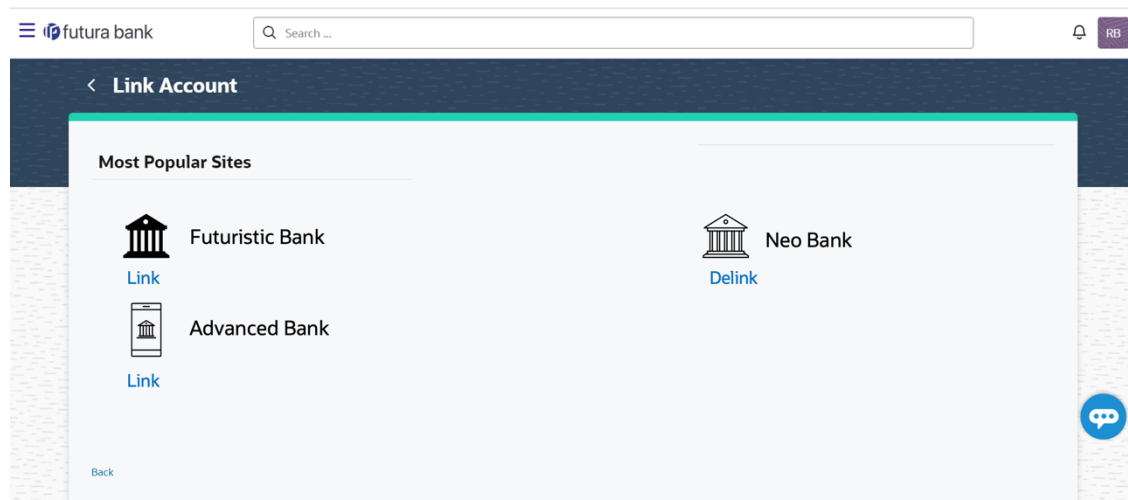 futura bank
Search ...
RB
Link Account
Most Popular Sites
Futuristic Bank
Neo Bank
Link
Delink
Advanced Bank
Link
Back